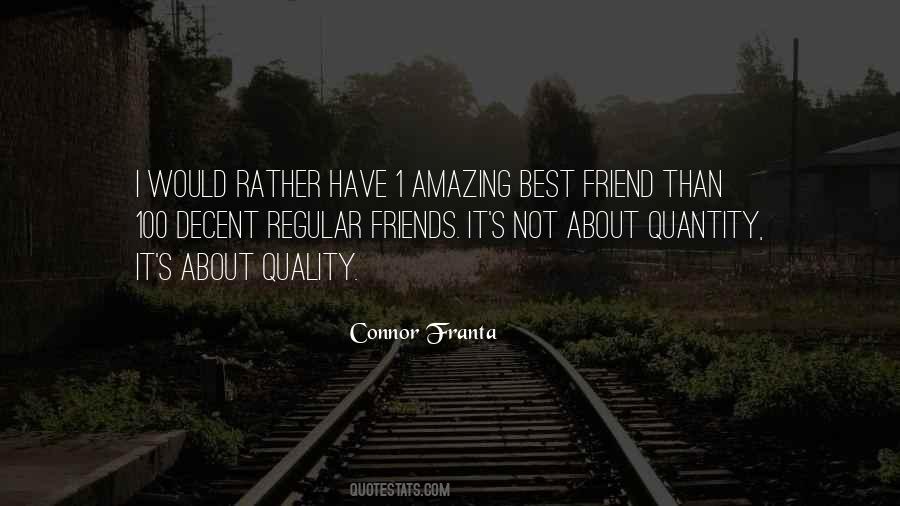 I WOULD RATHER HAVE 1 AMAZING BEST FRIEND THAN
100 DECENT REGULAR FRIENDS. IT'S NOT ABOUT QUANTITY,
IT'S ABOUT QUALITY.
Connor Franta
QUOTESTATS.COM